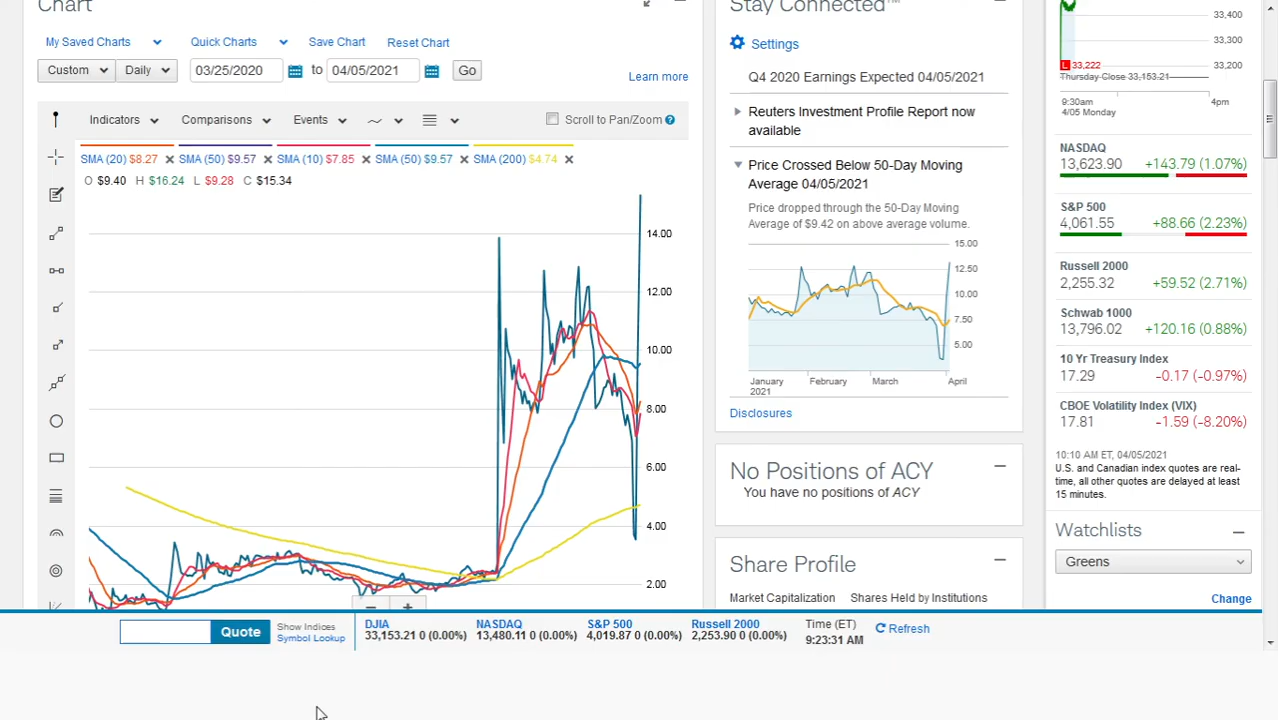 Chart
My Saved Charts Quick Charts Save Chart Reset Chart
Custom Daily 03/25/2020 to 04/05/2021 Go
Learn more
Indicators Comparisons Events Scroll to Pan/Zoom ?
SMA (20) $8.27 × SMA (50) $9.57 × SMA (10) $7.85 × SMA (50) $9.57 × SMA (200) $4.74 ×
O $9.40 H $16.24 L $9.28 C $15.34
14.00
12.00
10.00
8.00
6.00
4.00
2.00
Stay Connected™
Settings
Q4 2020 Earnings Expected 04/05/2021
Reuters Investment Profile Report now
available
Price Crossed Below 50-Day Moving
Average 04/05/2021
Price dropped through the 50-Day Moving
Average of $9.42 on above average volume.
15.00
12.50
10.00
7.50
5.00
January February March April
2021
Disclosures
No Positions of ACY
You have no positions of ACY
Share Profile
Market Capitalization Shares Held by Institutions
33,400
33,300
33,200
L 33,222
Thursday Close 33,153.21
9:30am 4pm
4/05 Monday
NASDAQ
13,623.90 +143.79 (1.07%)
S&P 500
4,061.55 +88.66 (2.23%)
Russell 2000
2,255.32 +59.52 (2.71%)
Schwab 1000
13,796.02 +120.16 (0.88%)
10 Yr Treasury Index
17.29 -0.17 (-0.97%)
CBOE Volatility Index (VIX)
17.81 -1.59 (-8.20%)
10:10 AM ET, 04/05/2021
U.S. and Canadian index quotes are real-
time, all other quotes are delayed at least
15 minutes.
Watchlists
Greens
Change
Quote
Show Indices
Symbol Lookup
DJIA
33,153.21 0 (0.00%)
NASDAQ
13,480.11 0 (0.00%)
S&P 500
4,019.87 0 (0.00%)
Russell 2000
2,253.90 0 (0.00%)
Time (ET)
9:23:31 AM
Refresh